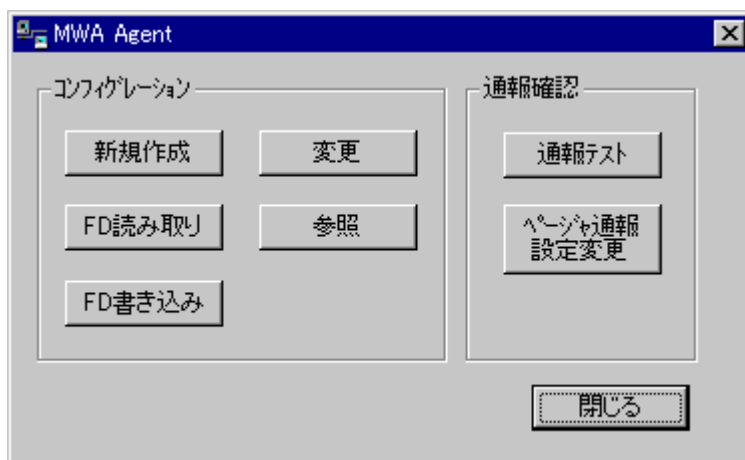 MWA Agent
ｺﾝﾌｨｸﾞﾚｰｼｮﾝ
新規作成
変更
FD読み取り
参照
FD書き込み
通報確認
通報ﾃｽﾄ
ﾍﾟｰｼﾞｬ通報
設定変更
閉じる